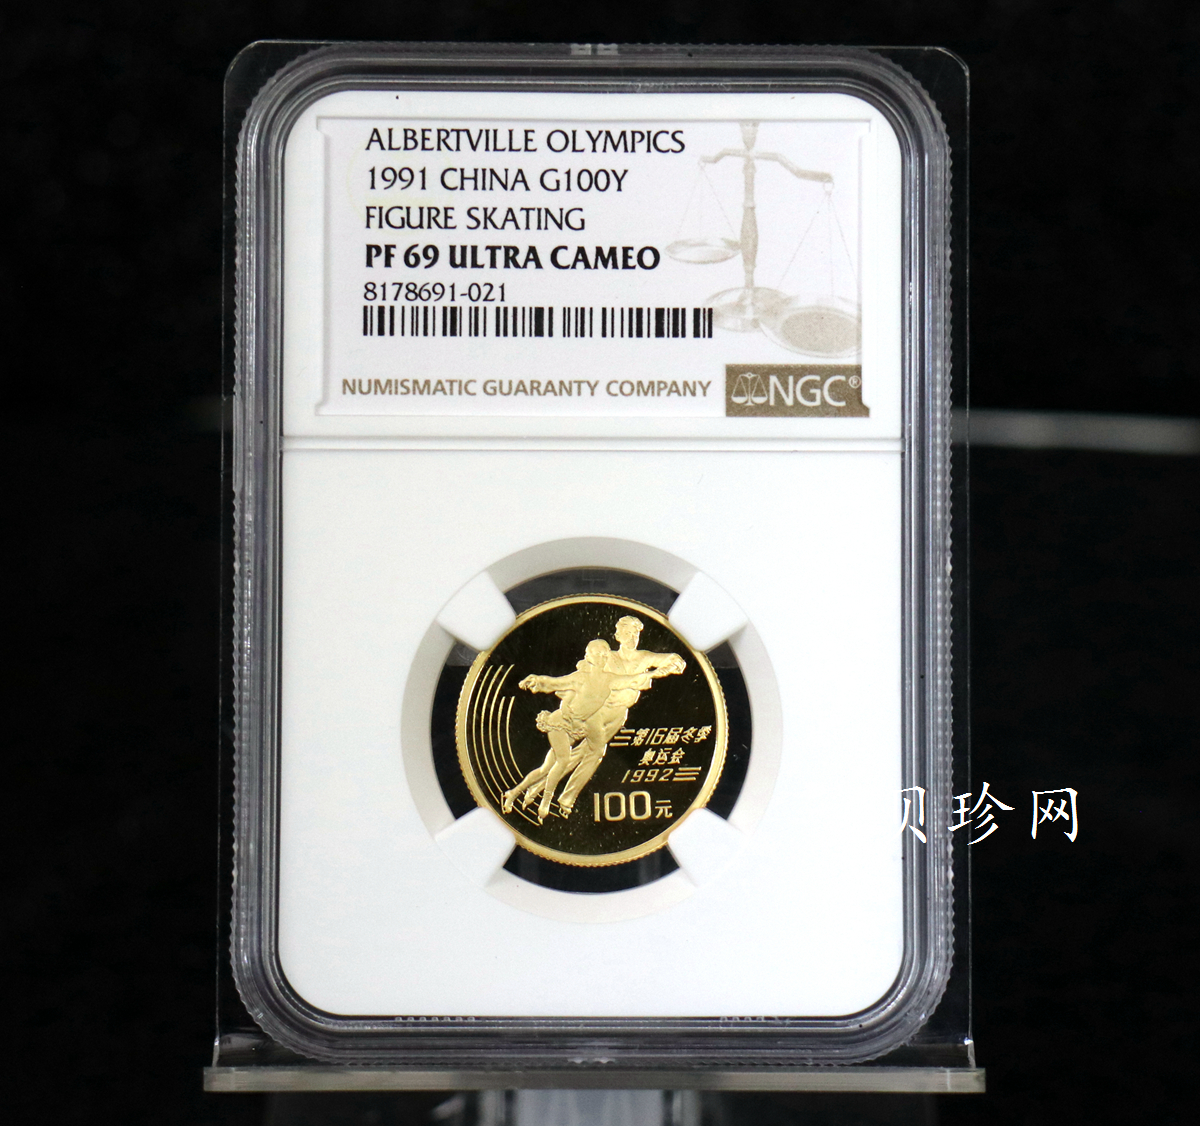 ALBERTVILLE OLYMPICS
1991 CHINA G100Y
FIGURE SKATING
PF 69 ULTRA CAMEO
8178691-021
NUMISMATIC GUARANTY COMPANY
NGC®
第16届冬季
奥运会
1992
100元
贝珍网